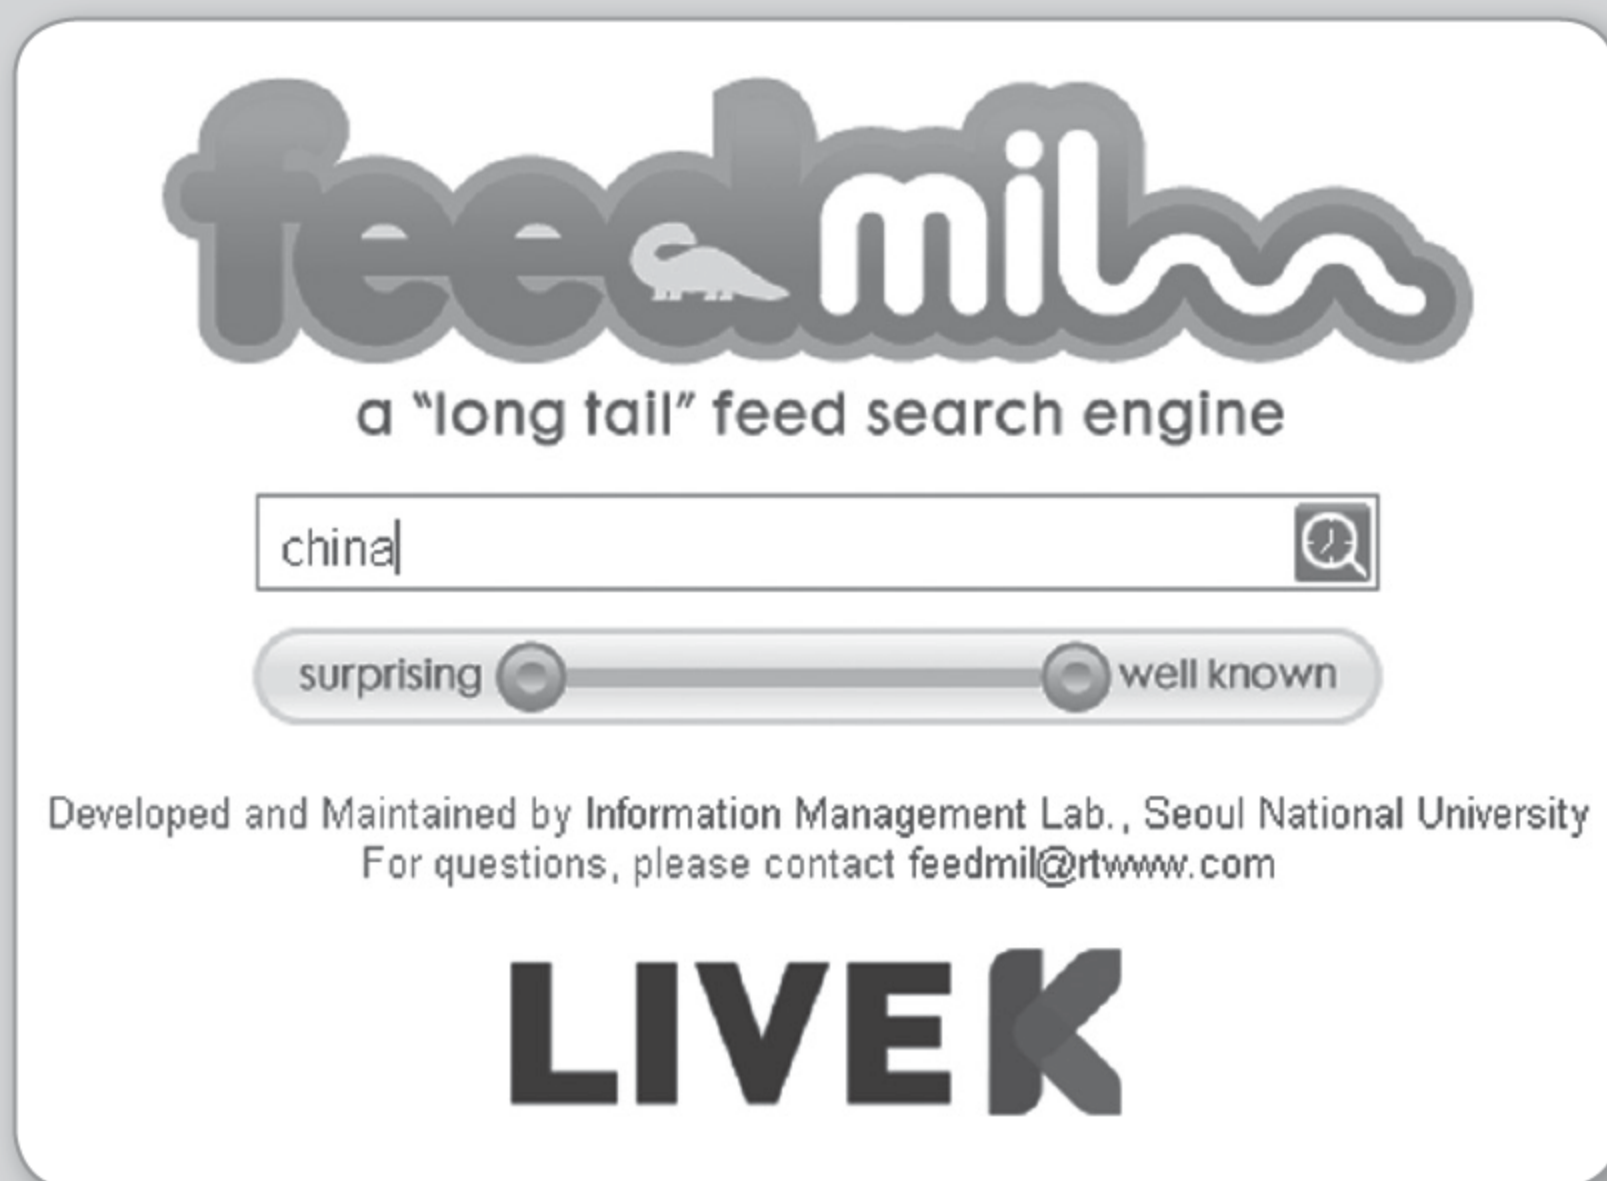 feedmil
a “long tail” feed search engine
china
surprising well known
Developed and Maintained by Information Management Lab., Seoul National University
For questions, please contact feedmil@rtwww.com
LIVE K